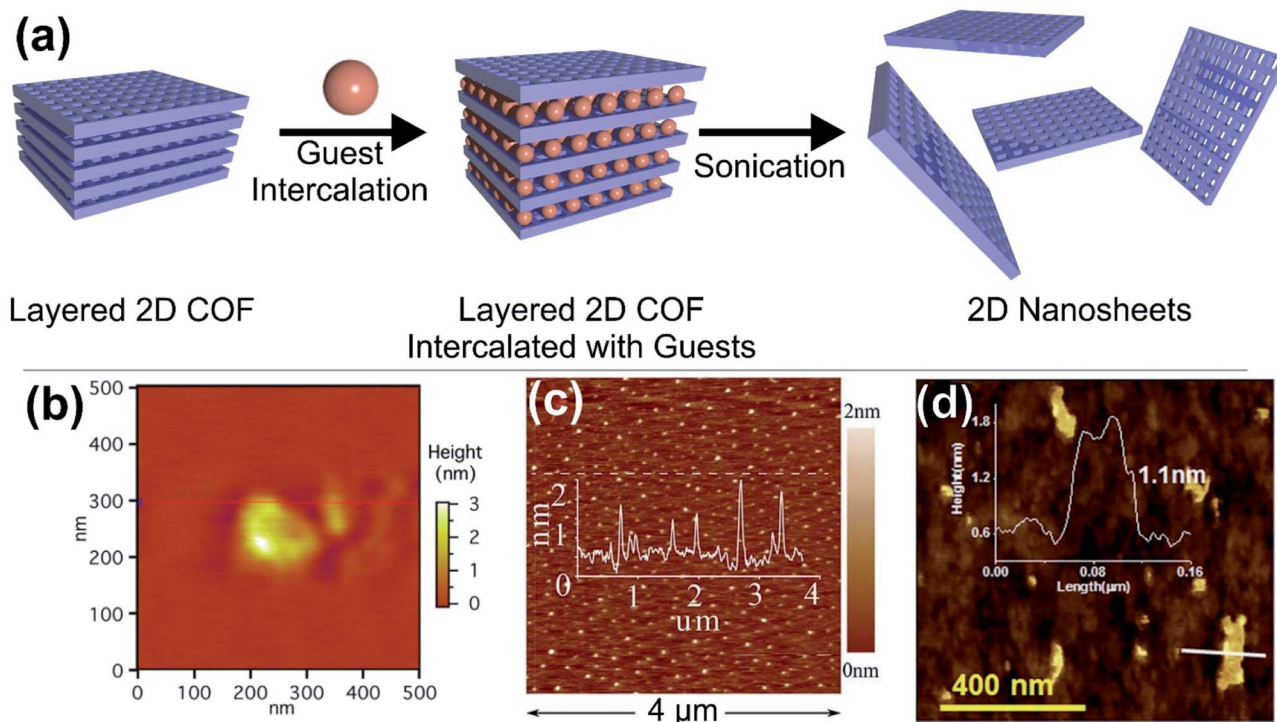 (a)
Guest
Intercalation
Sonication
Layered 2D COF
Layered 2D COF
Intercalated with Guests
2D Nanosheets
(b)
500
400
300
200
100
0
nm
0 100 200 300 400 500
nm
Height
(nm)
3
2
1
0
(c)
2nm
0nm
nm
2
1
0
1 2 3 4
um
4 μm
(d)
1.8
1.2
0.6
Height(nm)
1.1nm
0.00 0.08 0.16
Length(μm)
400 nm